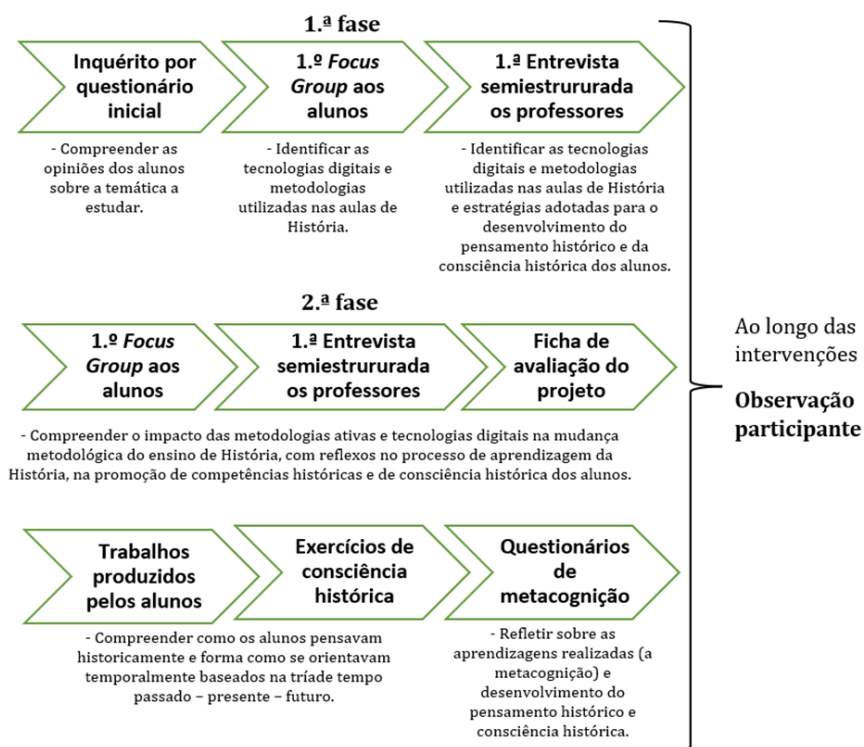 1.ª fase
Inquérito por
questionário
inicial
1.º Focus
Group aos
alunos
1.ª Entrevista
semiestrururada
os professores
- Compreender as
opiniões dos alunos
sobre a temática a
estudar.
- Identificar as
tecnologias digitais e
metodologias
utilizadas nas aulas de
História.
- Identificar as tecnologias
digitais e metodologias
utilizadas nas aulas de História
e estratégias adotadas para o
desenvolvimento do
pensamento histórico e da
consciência histórica dos alunos.
2.ª fase
1.º Focus
Group aos
alunos
1.ª Entrevista
semiestrururada
os professores
Ficha de
avaliação do
projeto
- Compreender o impacto das metodologias ativas e tecnologias digitais na mudança
metodológica do ensino de História, com reflexos no processo de aprendizagem da
História, na promoção de competências históricas e de consciência histórica dos alunos.
Trabalhos
produzidos
pelos alunos
Exercícios de
consciência
histórica
Questionários
de
metacognição
- Compreender como os alunos pensavam
historicamente e forma como se orientavam
temporalmente baseados na tríade tempo
passado – presente – futuro.
- Refletir sobre as
aprendizagens realizadas (a
metacognição) e
desenvolvimento do
pensamento histórico e
consciência histórica.
Ao longo das
intervenções
Observação
participante